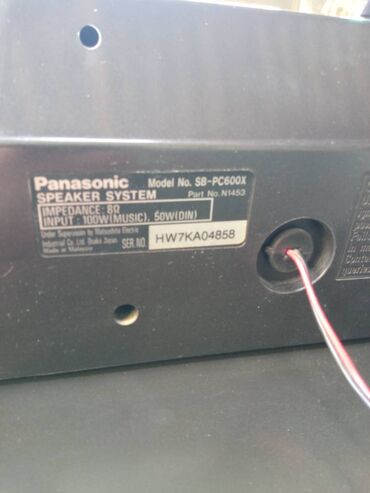 Panasonic Model No. SB-PC600X
SPEAKER SYSTEM Part No. N1453
IMPEDANCE: 8Ω
INPUT: 100W(MUSIC), 50W(DIN)
Under Supervision by Matsushita Electric
Industrial Co., Ltd. Osaka Japan
Made in Malaysia
SER.NO. HW7KA04858